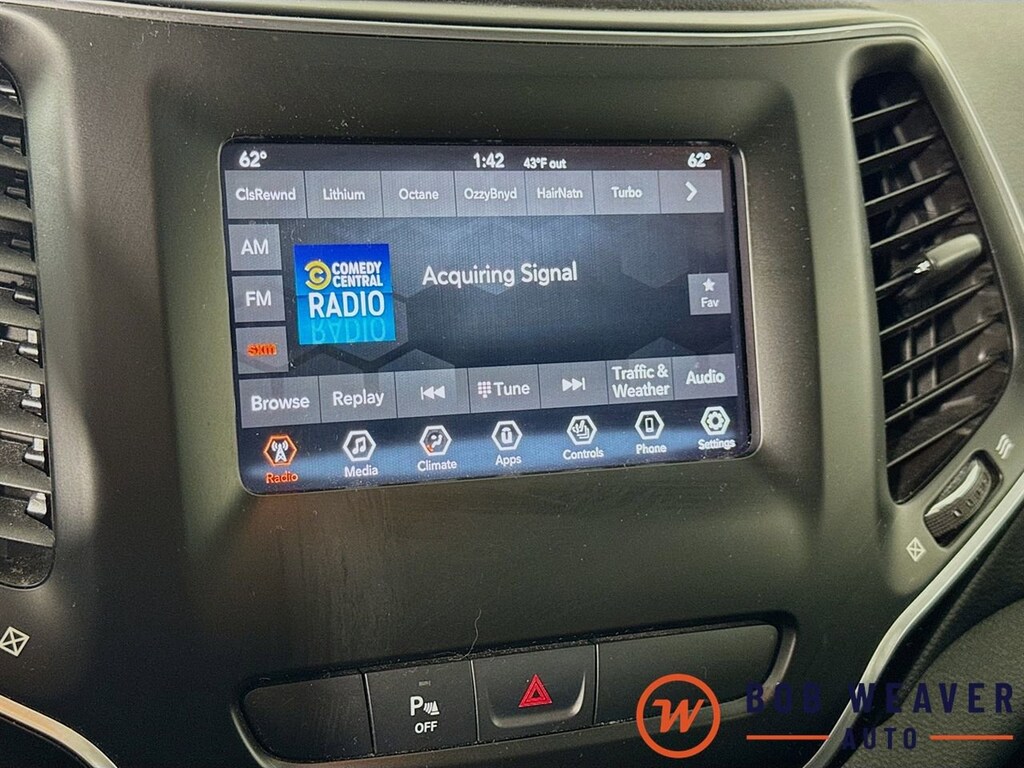 62° 1:42 43°F out 62°
ClsRewnd Lithium Octane OzzyBnyd HairNatn Turbo
AM
FM
sxm
COMEDY
CENTRAL
RADIO
Acquiring Signal
Fav
Browse Replay Tune Traffic &
Weather Audio
Radio Media Climate Apps Controls Phone Settings
P
OFF
W BOB WEAVER
AUTO